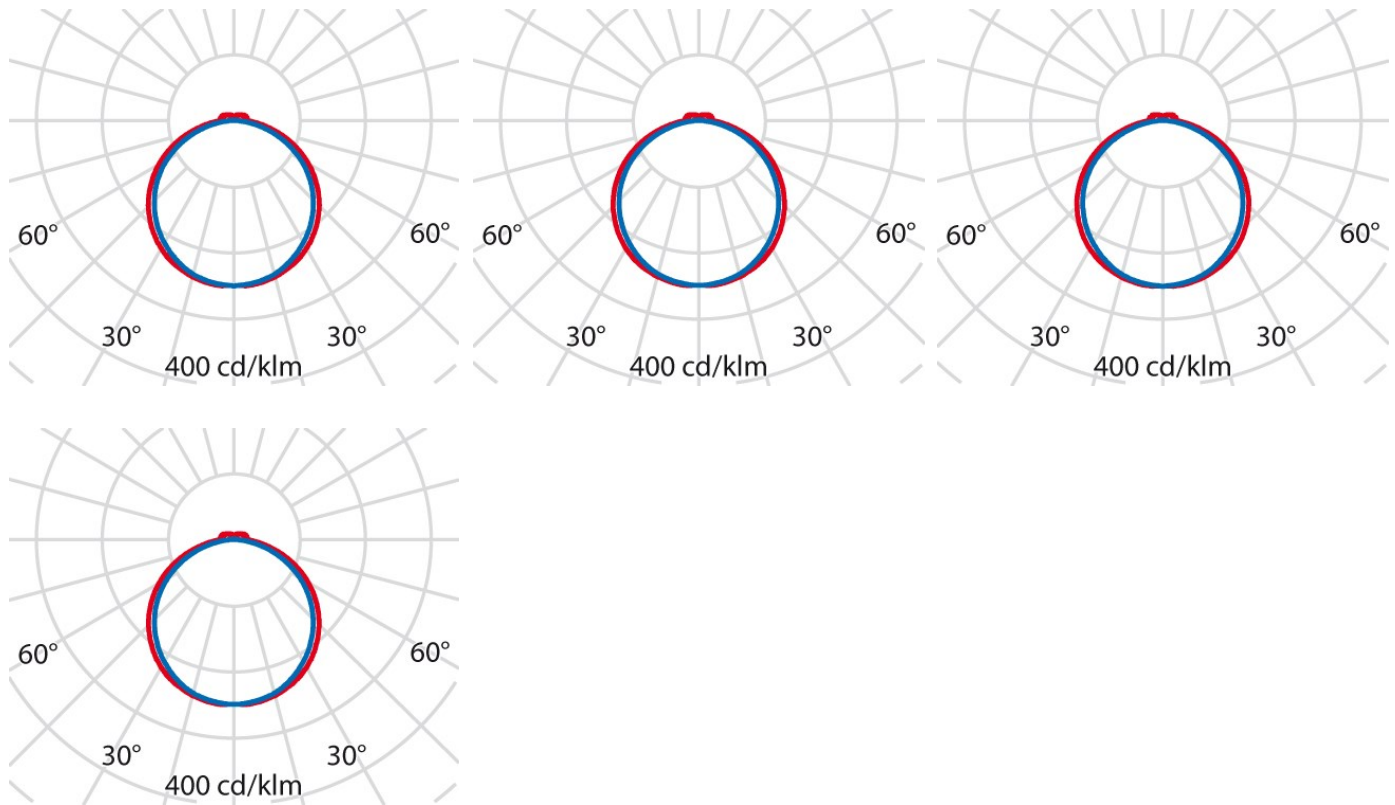 60° 60° 60° 60° 60° 60°
30° 30° 30° 30° 30° 30°
400 cd/klm 400 cd/klm 400 cd/klm
60° 60°
30° 30°
400 cd/klm